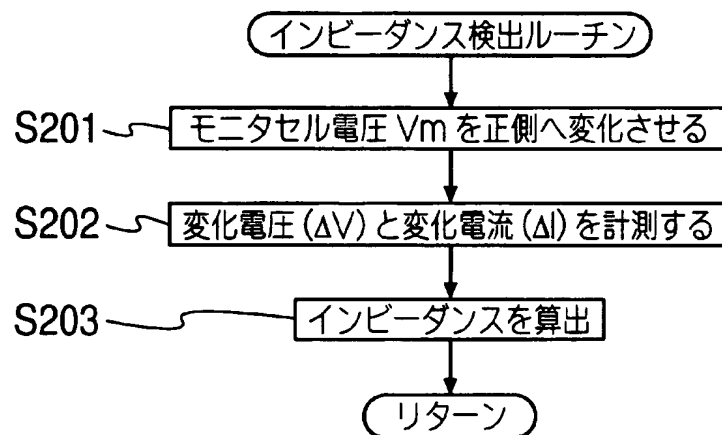 インビーダンス検出ルーチン
S201
モニタセル電圧 Vm を正側へ変化させる
S202
変化電圧 (ΔV) と変化電流 (ΔI) を計測する
S203
インビーダンスを算出
リターン